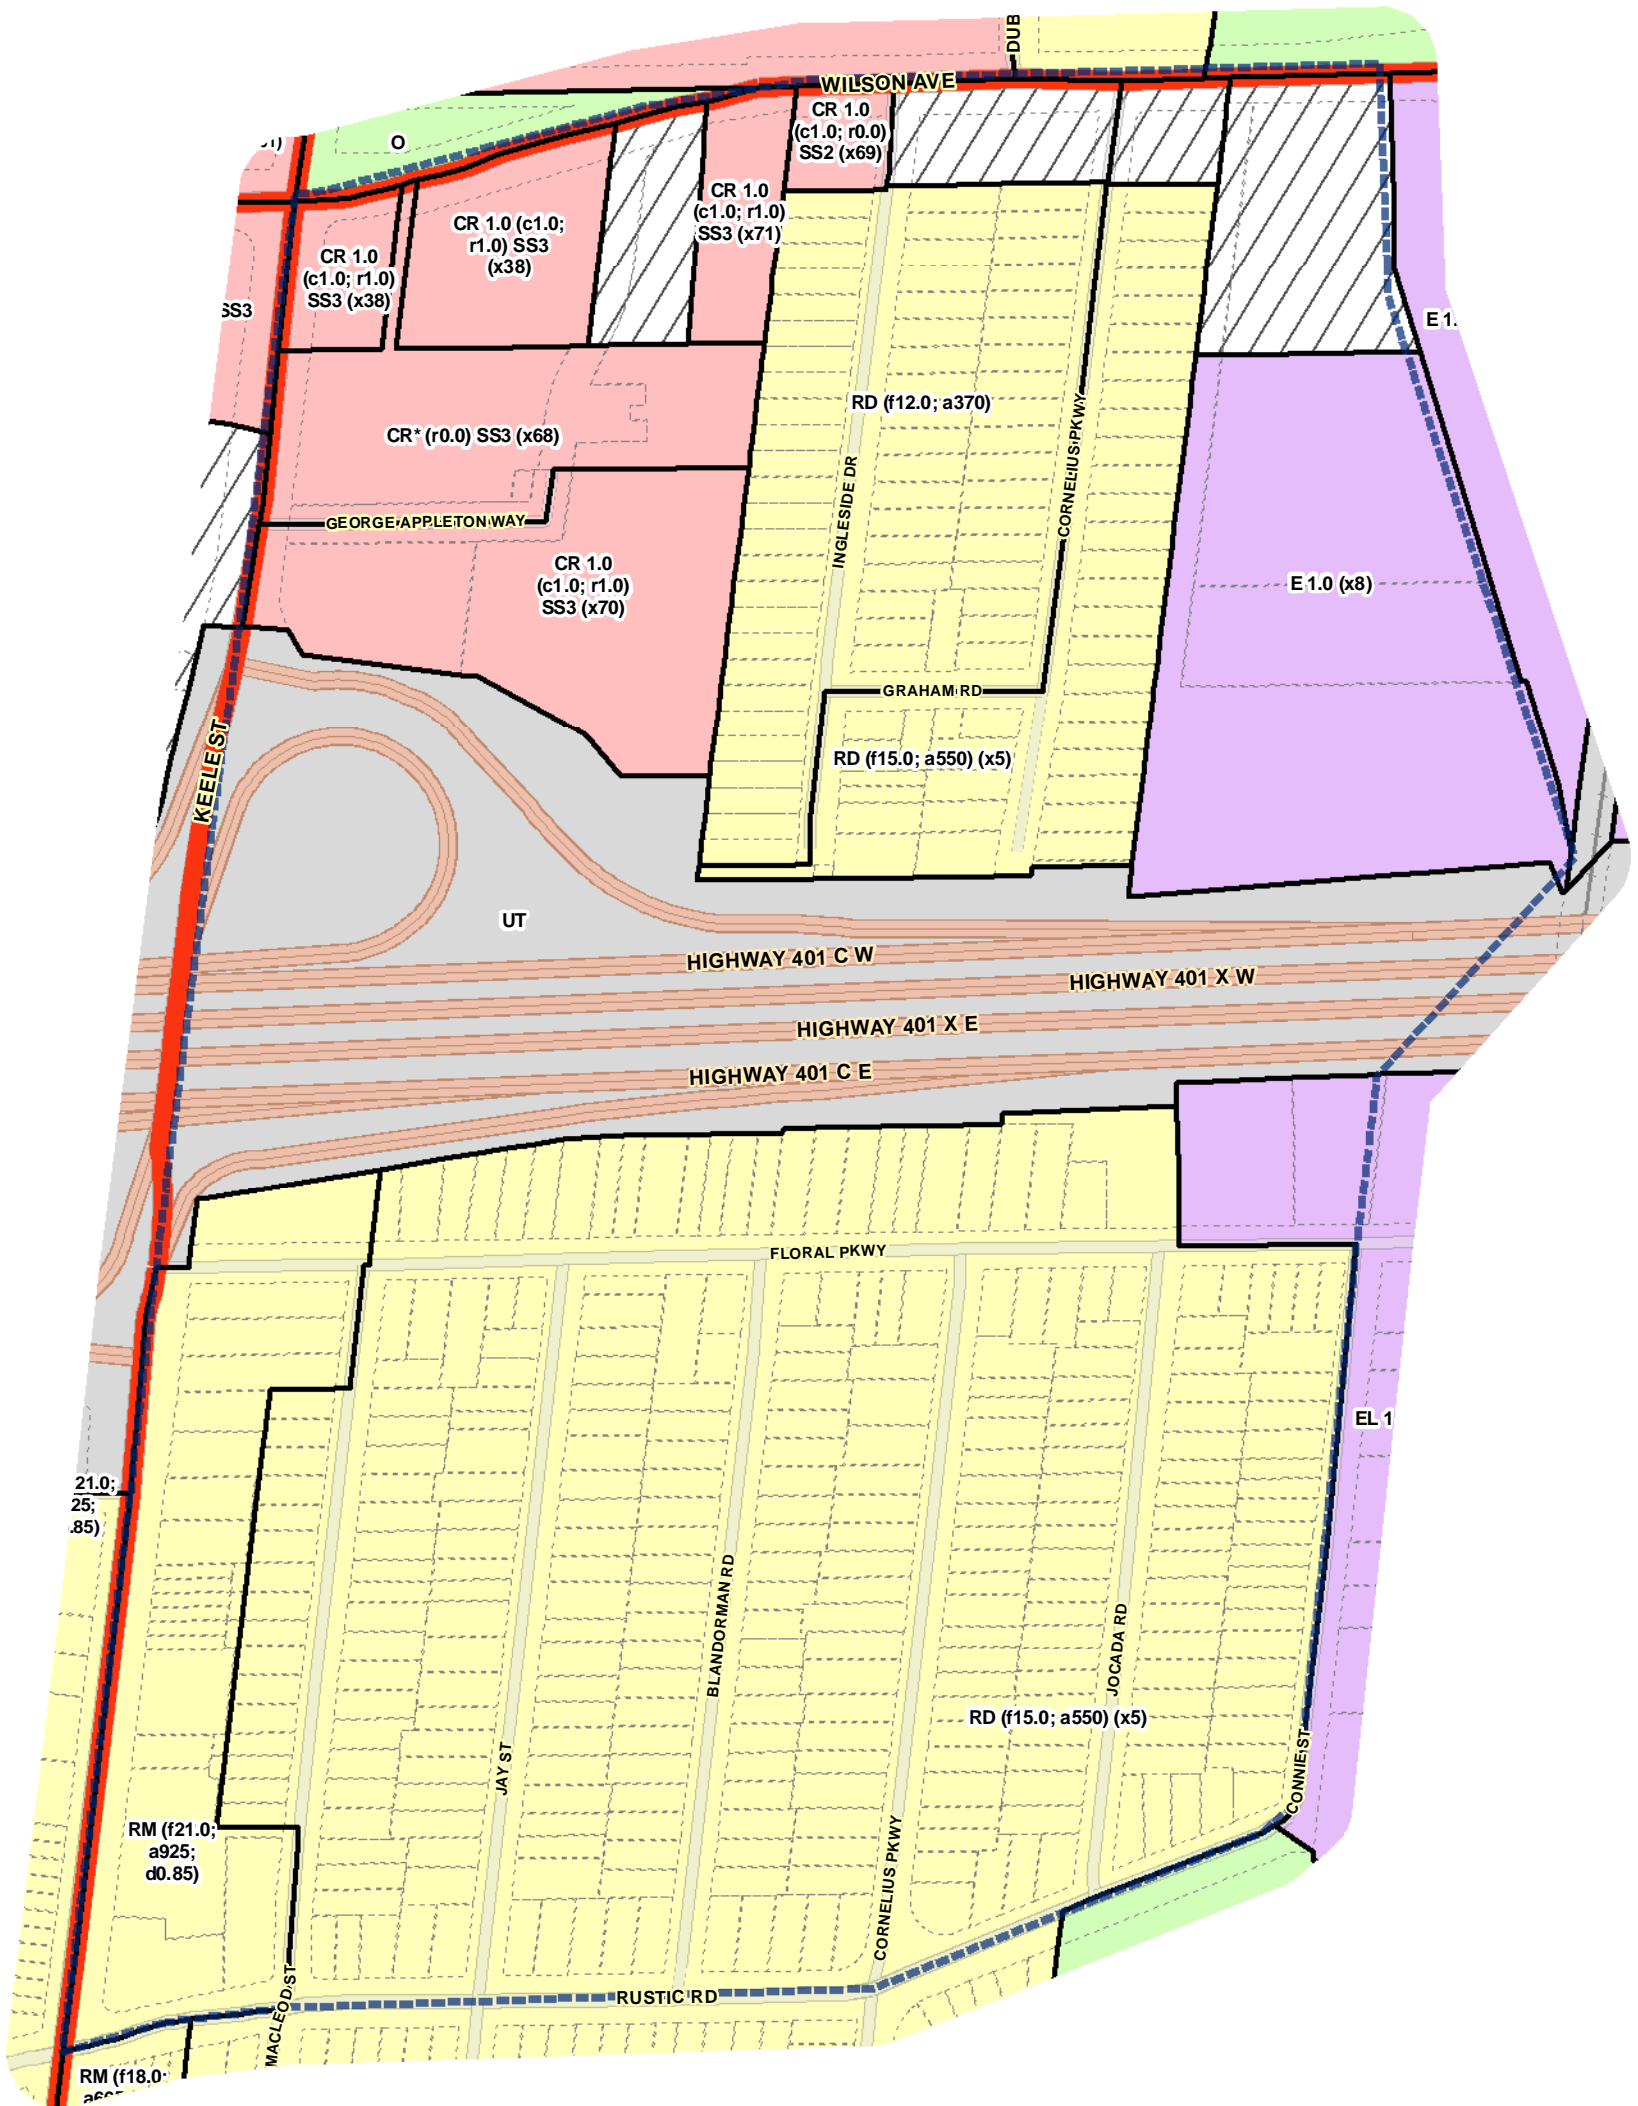 DUB
WILSON AVE
CR 1.0
(c1.0; r0.0)
SS2 (x69)
O
CR 1.0
(c1.0; r1.0)
SS3 (x71)
CR 1.0 (c1.0;
r1.0) SS3
(x38)
CR 1.0
(c1.0; r1.0)
SS3 (x38)
SS3
E 1.
RD (f12.0; a370)
CR* (r0.0) SS3 (x68)
CORNELIUS PKWY
INGLESIDE DR
GEORGE APPLETON WAY
CR 1.0
(c1.0; r1.0)
SS3 (x70)
E 1.0 (x8)
GRAHAM RD
RD (f15.0; a550) (x5)
KEELE ST
UT
HIGHWAY 401 C W
HIGHWAY 401 X W
HIGHWAY 401 X E
HIGHWAY 401 C E
FLORAL PKWY
EL 1
21.0;
25;
.85)
BLANDORMAN RD
JOCADA RD
RD (f15.0; a550) (x5)
JAY ST
CONNIE ST
RM (f21.0;
a925;
d0.85)
CORNELIUS PKWY
RUSTIC RD
MACLEOD ST
RM (f18.0;